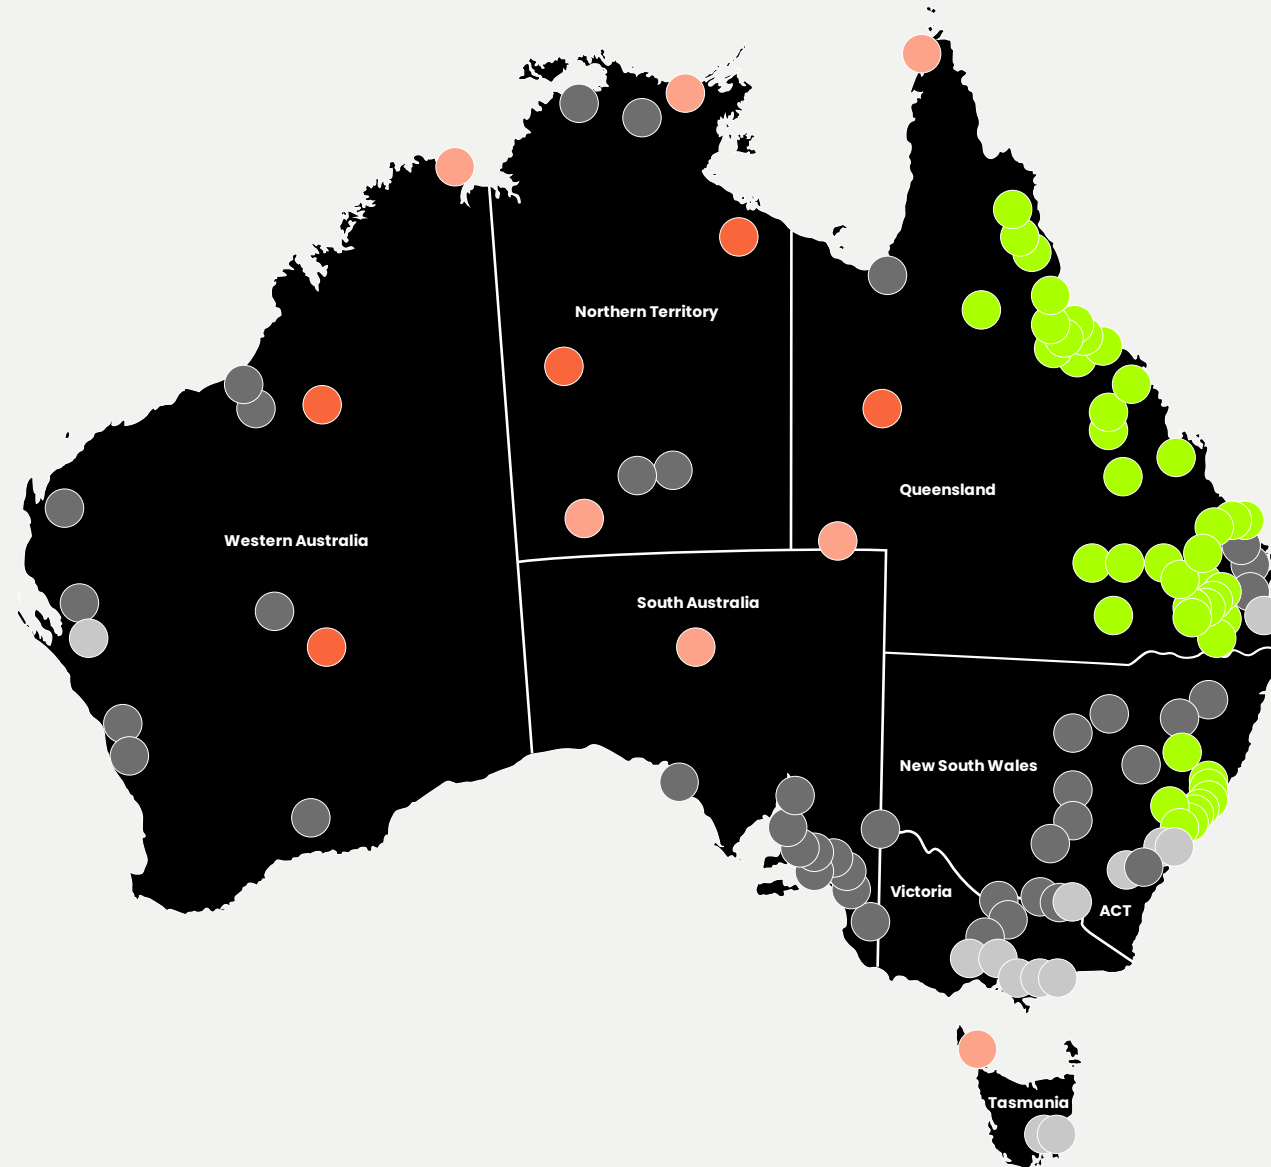 Northern Territory
Queensland
Western Australia
South Australia
New South Wales
Victoria
ACT
Tasmania